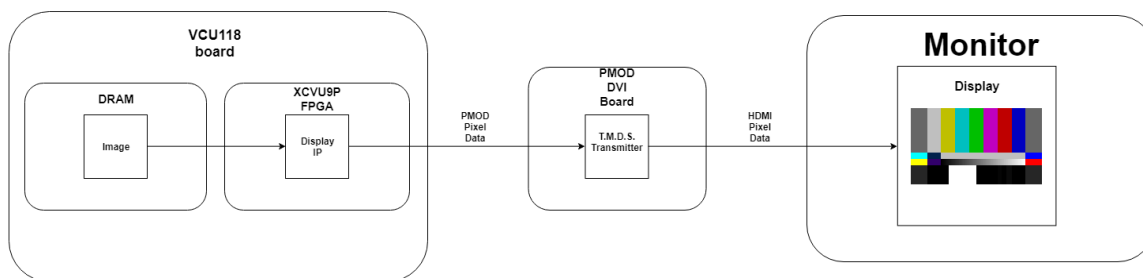 VCU118
board
DRAM
Image
XCVU9P
FPGA
Display
IP
PMOD
Pixel
Data
PMOD
DVI
Board
T.M.D.S.
Transmitter
HDMI
Pixel
Data
Monitor
Display